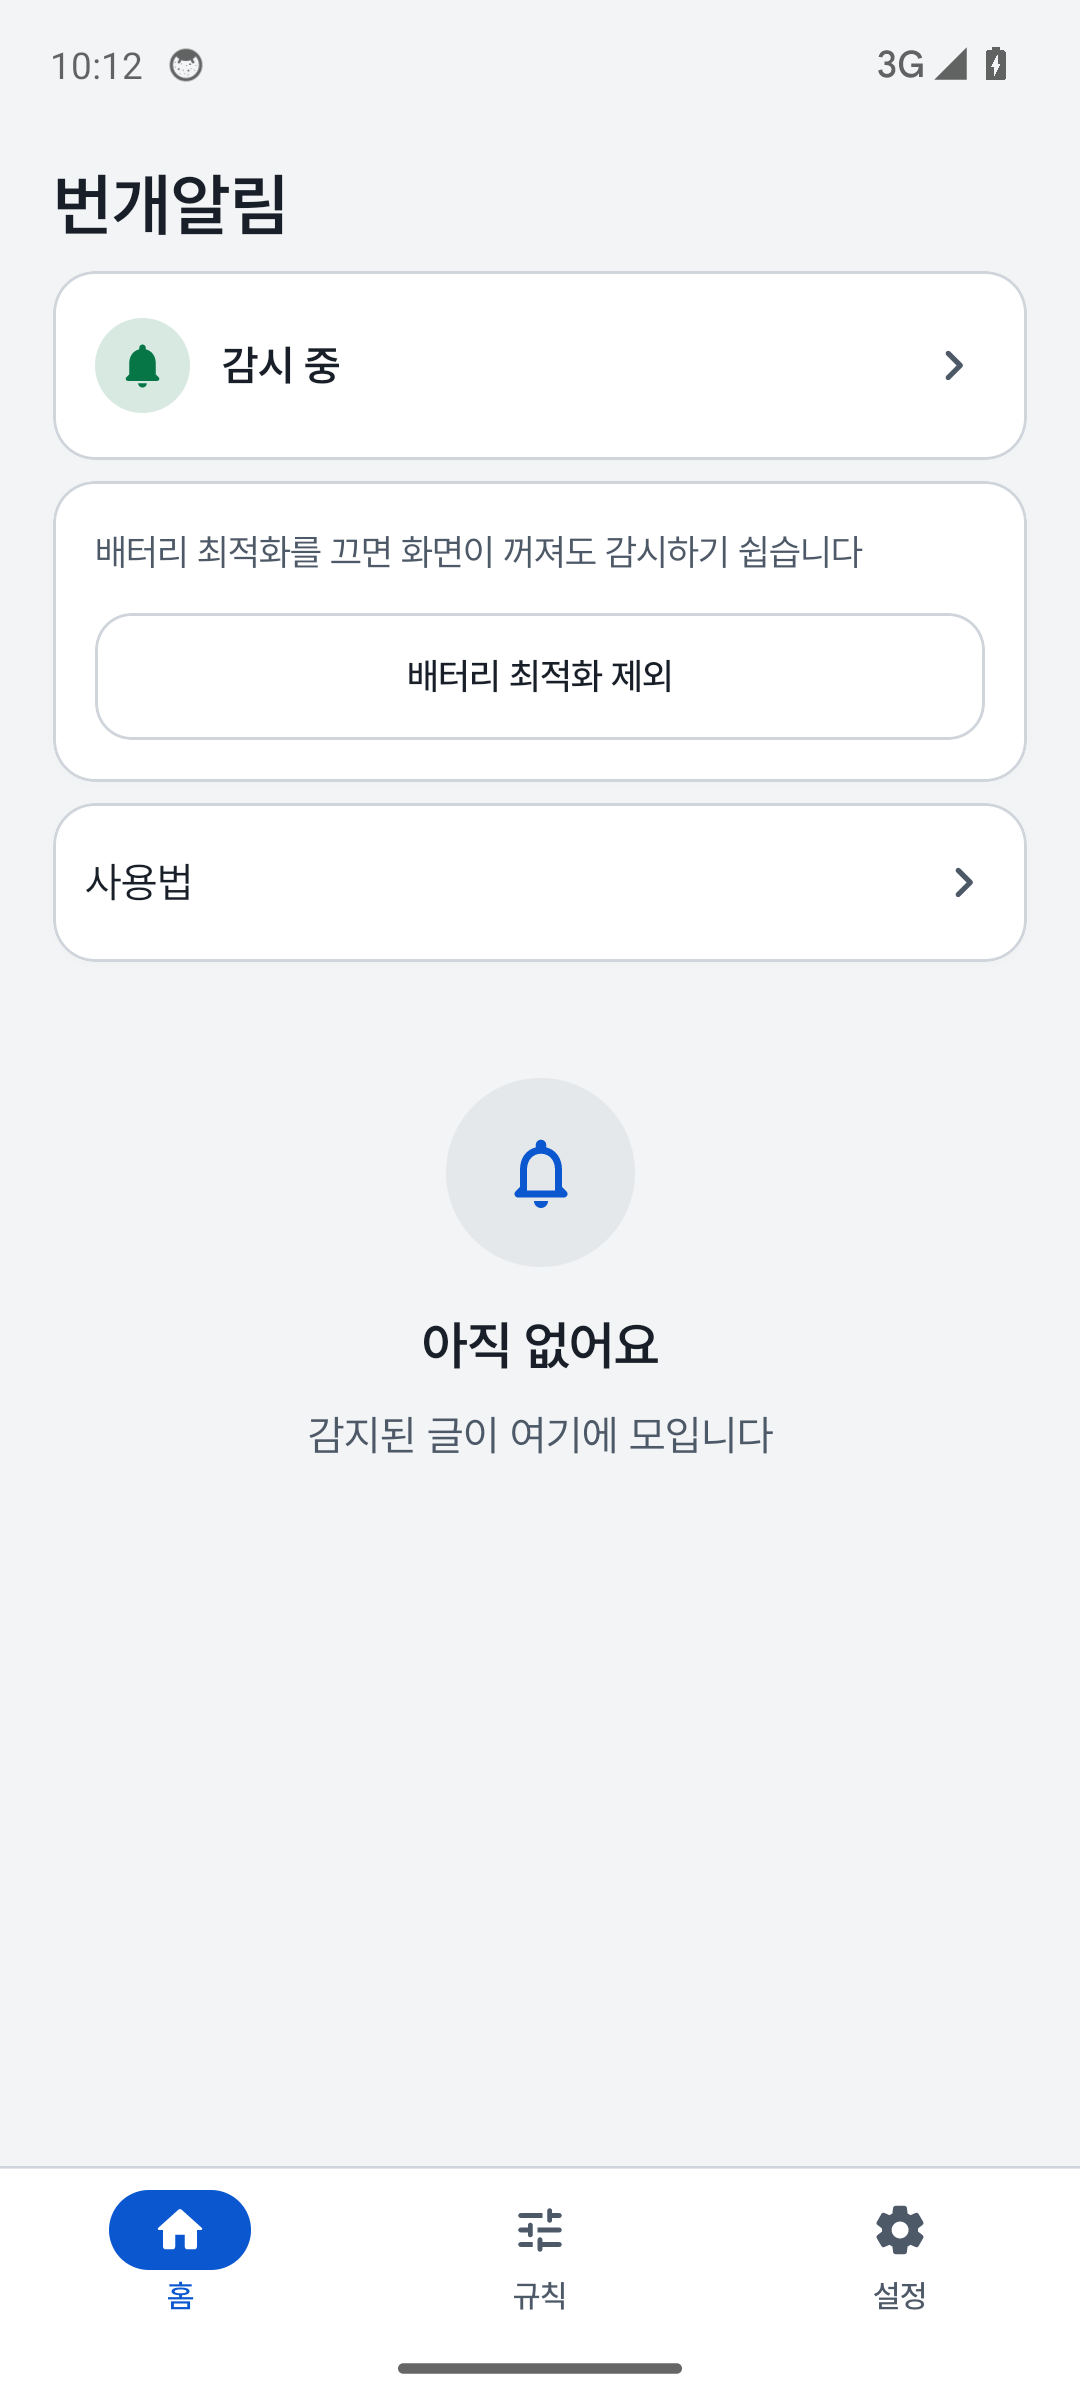 10:12
3G
번개알림
감시 중
배터리 최적화를 끄면 화면이 꺼져도 감시하기 쉽습니다
배터리 최적화 제외
사용법
아직 없어요
감지된 글이 여기에 모입니다
홈
규칙
설정